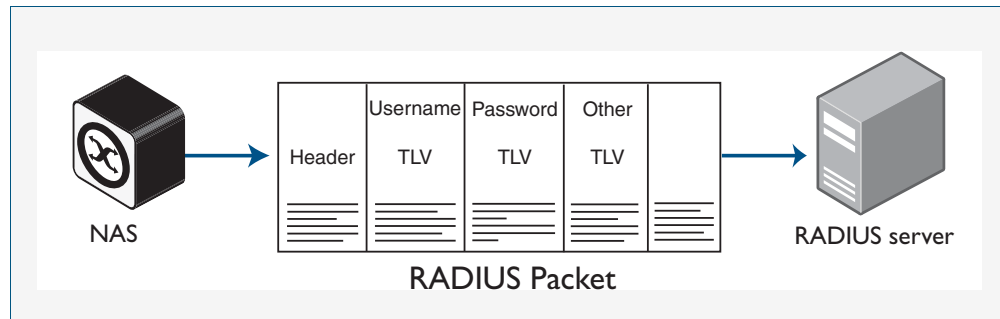 Username Password Other
Header TLV TLV TLV
NAS
RADIUS server
RADIUS Packet